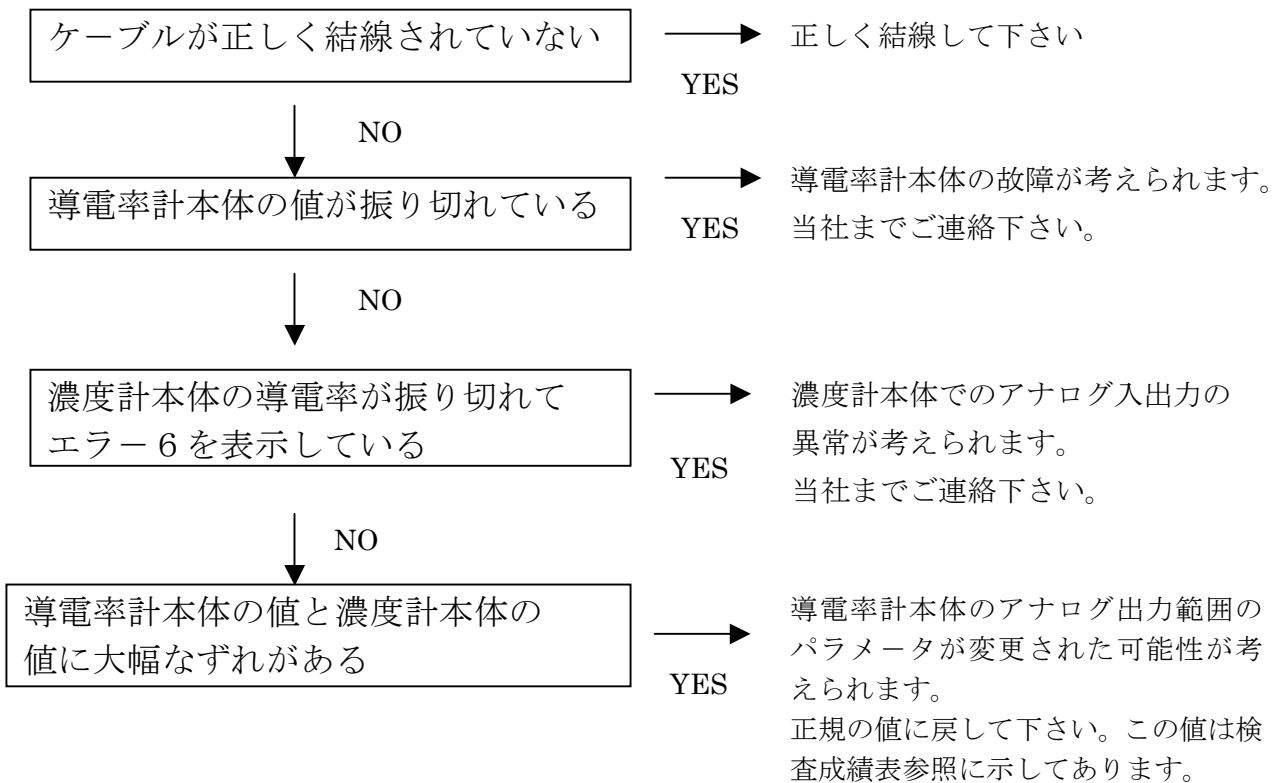 ケーブルが正しく結線されていない
正しく結線して下さい
YES
NO
導電率計本体の値が振り切れている
導電率計本体の故障が考えられます。
当社までご連絡下さい。
YES
NO
濃度計本体の導電率が振り切れて
エラー６を表示している
濃度計本体でのアナログ入出力の
異常が考えられます。
当社までご連絡下さい。
YES
NO
導電率計本体の値と濃度計本体の
値に大幅なずれがある
導電率計本体のアナログ出力範囲の
パラメータが変更された可能性が考
えられます。
正規の値に戻して下さい。この値は検
査成績表参照に示してあります。
YES